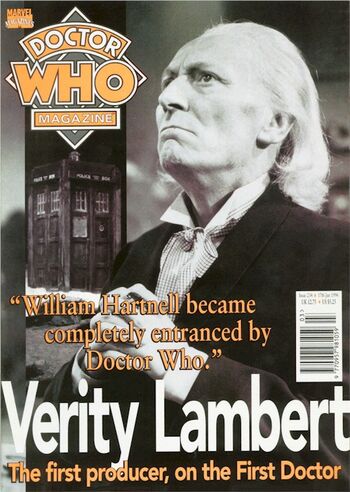 MARVEL
MAGAZINES
DOCTOR
WHO
MAGAZINE
POLICE BOX
“William Hartnell became
completely entranced by
Doctor Who.”
Verity Lambert
The first producer, on the First Doctor